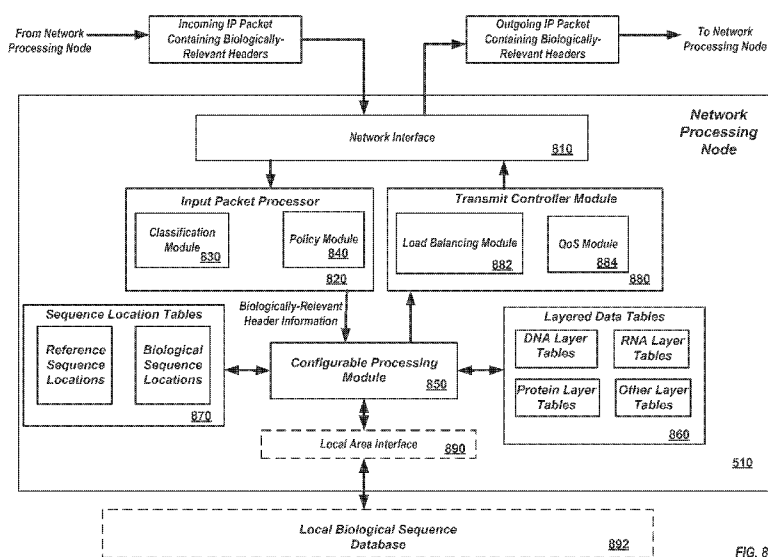 From Network
Processing Node
Incoming IP Packet
Containing Biologically-
Relevant Headers
Outgoing IP Packet
Containing Biologically-
Relevant Headers
To Network
Processing Node
Network
Processing
Node
Network Interface
810
Input Packet Processor
Classification
Module
830
Policy Module
840
820
Transmit Controller Module
Load Balancing Module
882
QoS Module
884
880
Biologically-Relevant
Header Information
Sequence Location Tables
Reference
Sequence
Locations
Biological
Sequence
Locations
870
Configurable Processing
Module
850
Layered Data Tables
DNA Layer
Tables
RNA Layer
Tables
Protein Layer
Tables
Other Layer
Tables
860
Local Area Interface
890
510
Local Biological Sequence
Database
892
FIG. 8